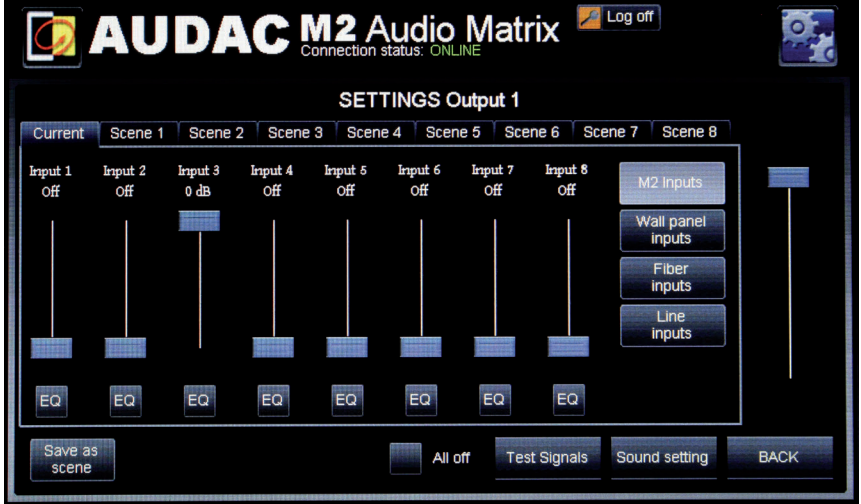 AUDAC M2 Audio Matrix
Log off
Connection status: ONLINE
SETTINGS Output 1
Current Scene 1 Scene 2 Scene 3 Scene 4 Scene 5 Scene 6 Scene 7 Scene 8
Input 1 Input 2 Input 3 Input 4 Input 5 Input 6 Input 7 Input 8
Off Off 0 dB Off Off Off Off Off
M2 Inputs
Wall panel
inputs
Fiber
inputs
Line
inputs
EQ EQ EQ EQ EQ EQ EQ EQ
Save as
scene
All off Test Signals Sound setting BACK